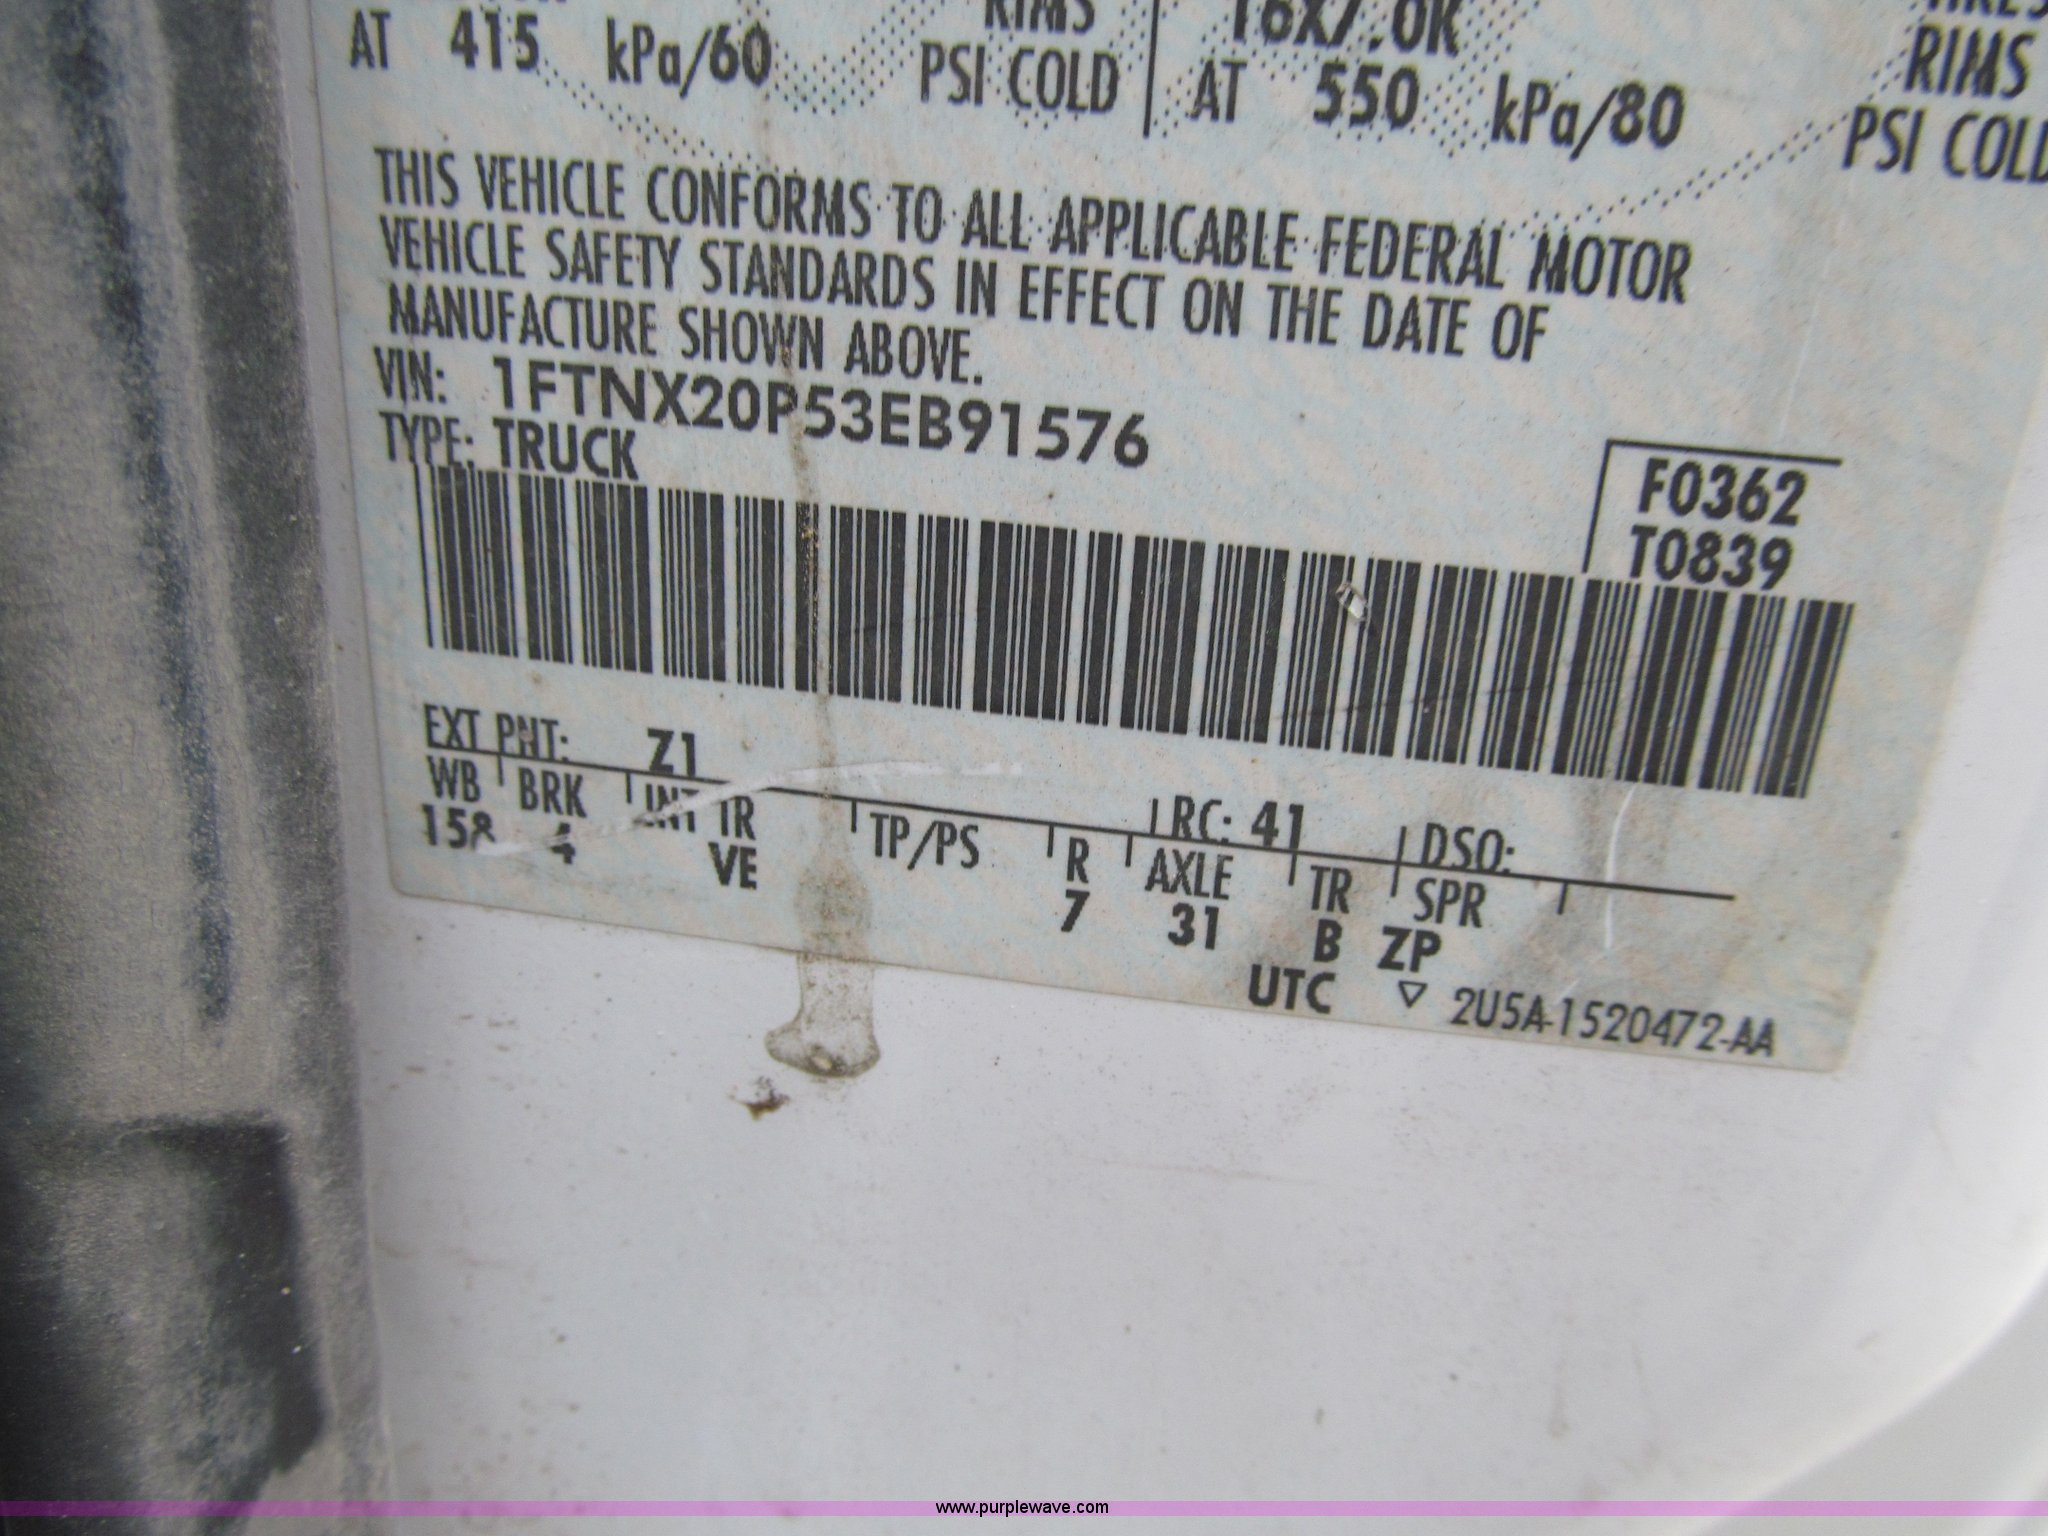 RIMS 16X7.0K
AT 415 kPa/60 PSI COLD AT 550 kPa/80 RIMS
PSI COLD
THIS VEHICLE CONFORMS TO ALL APPLICABLE FEDERAL MOTOR
VEHICLE SAFETY STANDARDS IN EFFECT ON THE DATE OF
MANUFACTURE SHOWN ABOVE.
VIN: 1FTNX20P53EB91576
TYPE: TRUCK
F0362
T0839
EXT PNT: Z1 RC: 41 DSO:
WB BRK INT TR TP/PS R AXLE TR SPR
158 4 VE 7 31 B ZP
UTC ▽ 2U5A-1520472-AA
www.purplewave.com